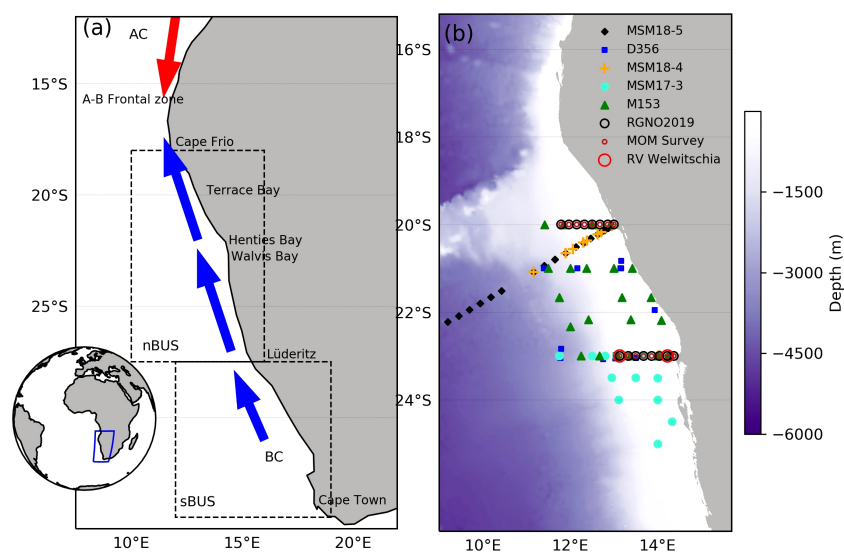 (a)
AC
15°S
A-B Frontal zone
Cape Frio
20°S
Terrace Bay
Henties Bay
Walvis Bay
25°S
nBUS
Lüderitz
BC
sBUS
Cape Town
10°E
15°E
20°E
(b)
MSM18-5
D356
MSM18-4
MSM17-3
M153
RGNO2019
MOM Survey
RV Welwitschia
16°S
18°S
20°S
22°S
24°S
10°E
12°E
14°E
−1500
−3000
−4500
−6000
Depth (m)